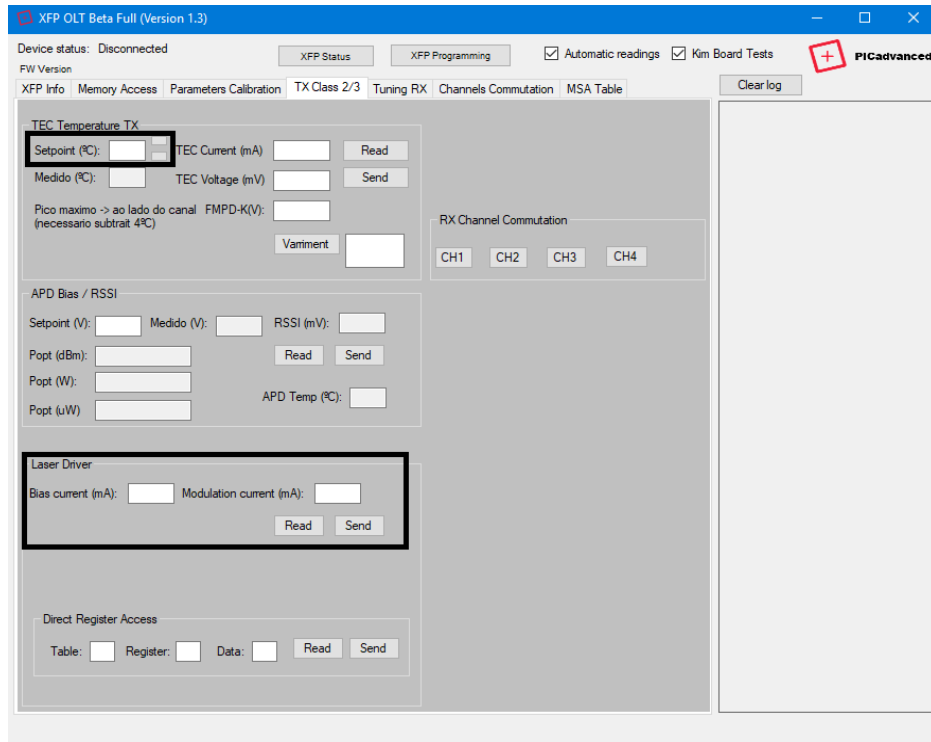 XFP OLT Beta Full (Version 1.3)
Device status: Disconnected
XFP Status
XFP Programming
Automatic readings
Kim Board Tests
PICadvanced
FW Version
XFP Info
Memory Access
Parameters Calibration
TX Class 2/3
Tuning RX
Channels Commutation
MSA Table
Clear log
TEC Temperature TX
Setpoint (ºC):
TEC Current (mA)
Read
Medido (ºC):
TEC Voltage (mV)
Send
Pico maximo -> ao lado do canal
(necessario subtrait 4ºC)
FMPD-K(V):
Varriment
RX Channel Commutation
CH1
CH2
CH3
CH4
APD Bias / RSSI
Setpoint (V):
Medido (V):
RSSI (mV):
Popt (dBm):
Read
Send
Popt (W):
APD Temp (ºC):
Popt (uW)
Laser Driver
Bias current (mA):
Modulation current (mA):
Read
Send
Direct Register Access
Table:
Register:
Data:
Read
Send